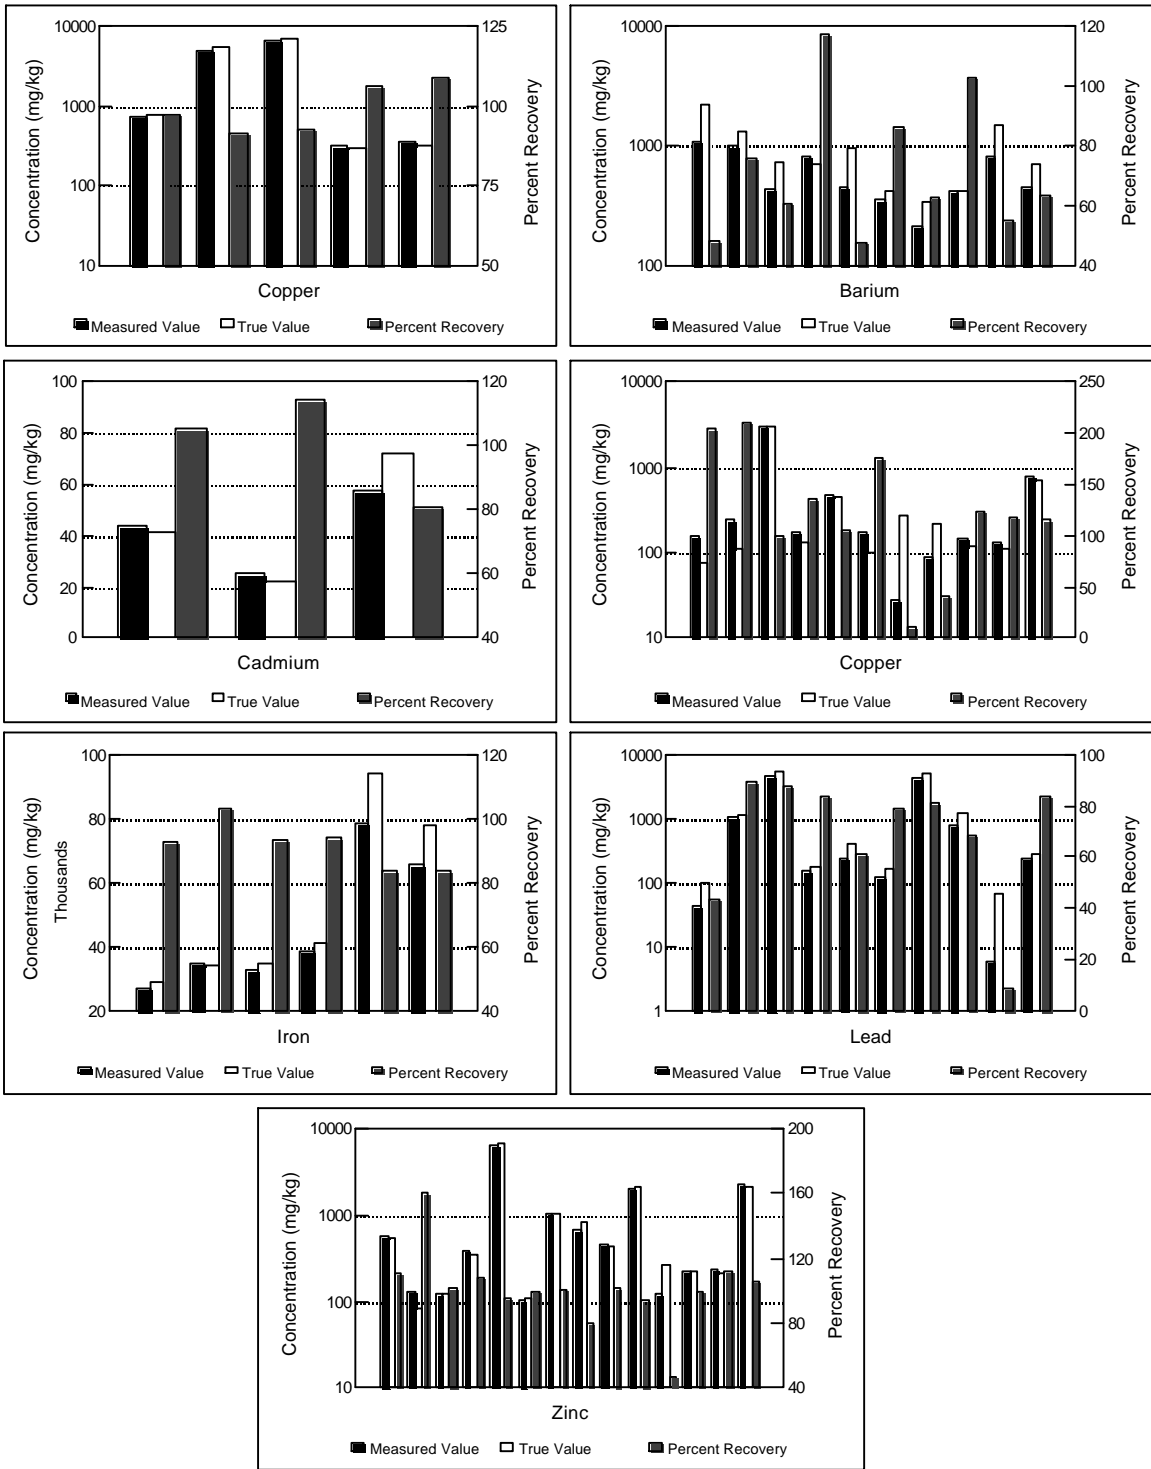 10000
1000
100
10
125
100
75
50
Concentration (mg/kg)
Percent Recovery
Copper
Measured Value True Value Percent Recovery
10000
1000
100
120
100
80
60
40
Concentration (mg/kg)
Percent Recovery
Barium
Measured Value True Value Percent Recovery
100
80
60
40
20
0
120
100
80
60
40
Concentration (mg/kg)
Percent Recovery
Cadmium
Measured Value True Value Percent Recovery
10000
1000
100
10
250
200
150
100
50
0
Concentration (mg/kg)
Percent Recovery
Copper
Measured Value True Value Percent Recovery
100
80
60
40
20
120
100
80
60
40
Concentration (mg/kg)
Thousands
Percent Recovery
Iron
Measured Value True Value Percent Recovery
10000
1000
100
10
1
100
80
60
40
20
0
Concentration (mg/kg)
Percent Recovery
Lead
Measured Value True Value Percent Recovery
10000
1000
100
10
200
160
120
80
40
Concentration (mg/kg)
Percent Recovery
Zinc
Measured Value True Value Percent Recovery